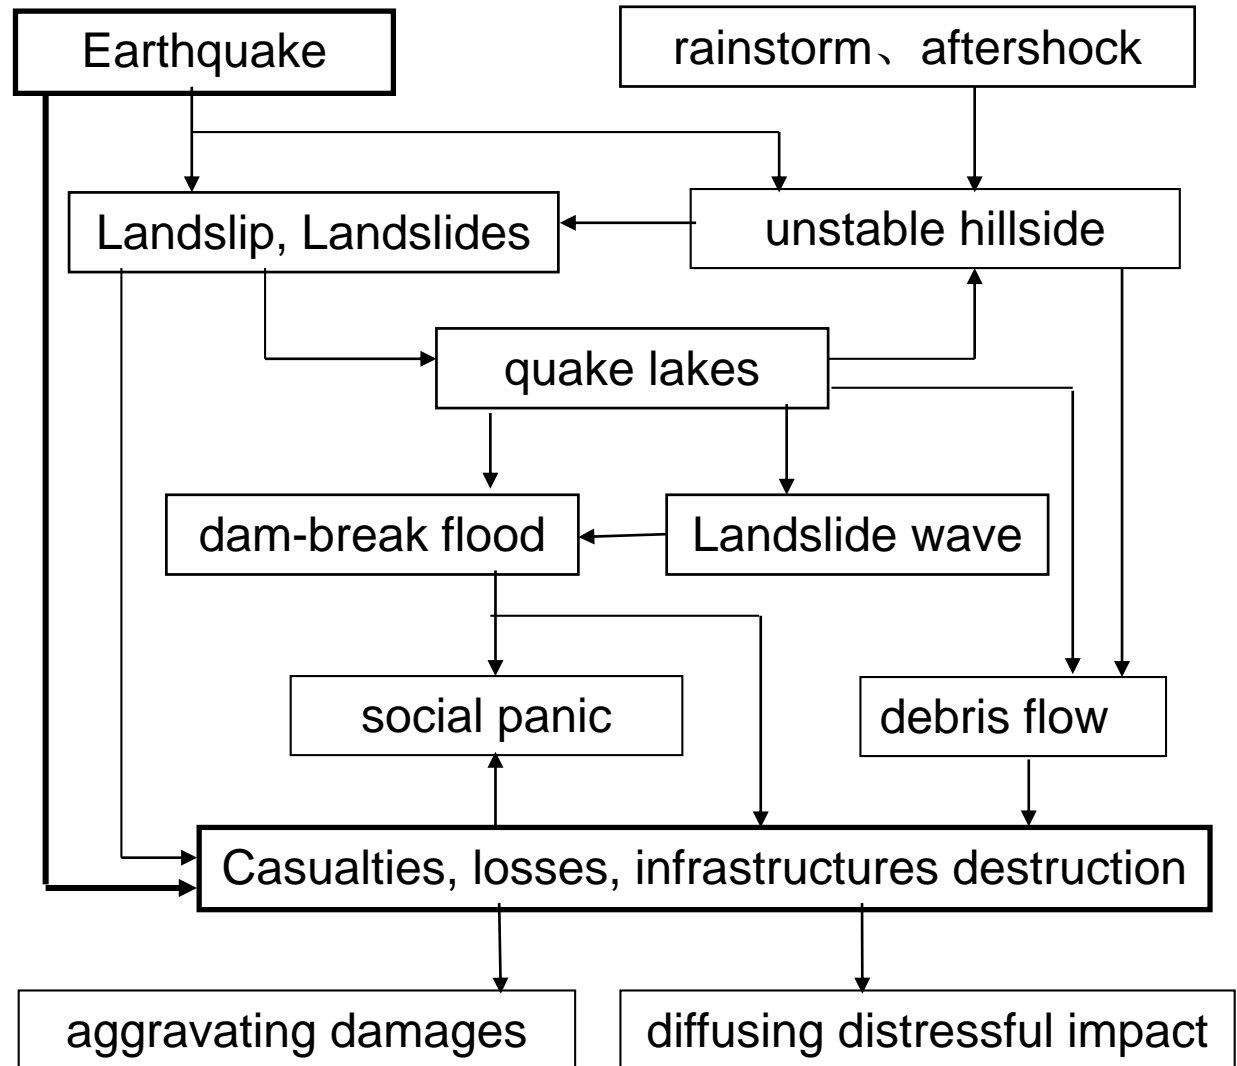 Earthquake
rainstorm、aftershock
Landslip, Landslides
unstable hillside
quake lakes
dam-break flood
Landslide wave
social panic
debris flow
Casualties, losses, infrastructures destruction
aggravating damages
diffusing distressful impact